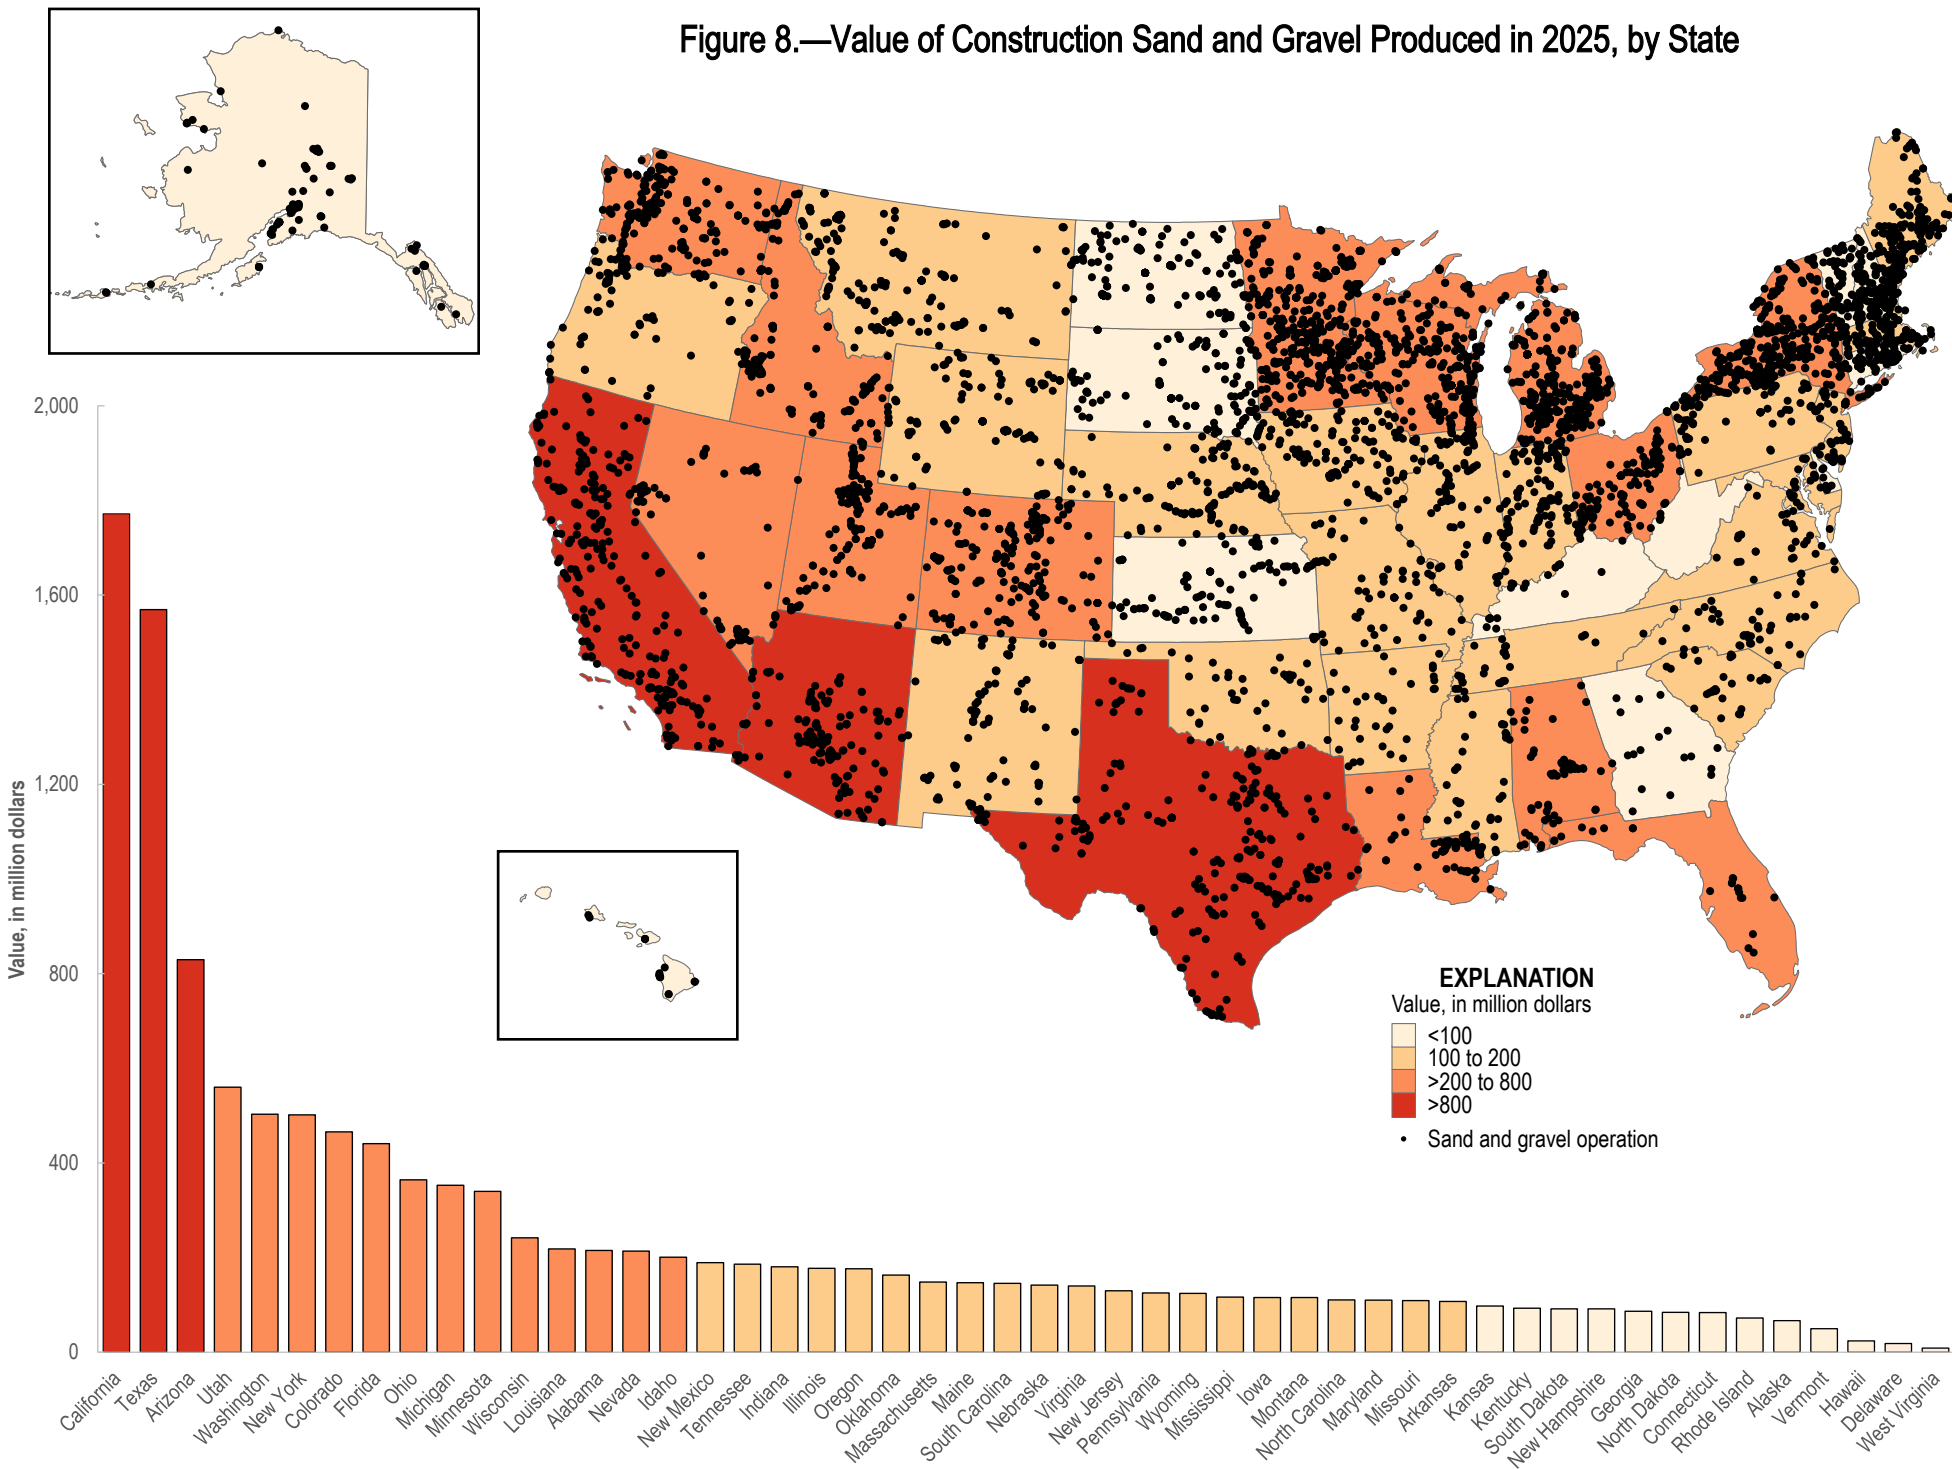 Figure 8.—Value of Construction Sand and Gravel Produced in 2025, by State
2,000
1,600
1,200
800
400
0
Value, in million dollars
EXPLANATION
Value, in million dollars
<100
100 to 200
>200 to 800
>800
Sand and gravel operation
California
Texas
Arizona
Utah
Washington
New York
Colorado
Florida
Ohio
Michigan
Minnesota
Wisconsin
Louisiana
Alabama
Nevada
Idaho
New Mexico
Tennessee
Indiana
Illinois
Oregon
Oklahoma
Massachusetts
Maine
South Carolina
Nebraska
Virginia
New Jersey
Pennsylvania
Wyoming
Mississippi
Iowa
Montana
North Carolina
Maryland
Missouri
Arkansas
Kansas
Kentucky
South Dakota
New Hampshire
Georgia
North Dakota
Connecticut
Rhode Island
Alaska
Vermont
Hawaii
Delaware
West Virginia